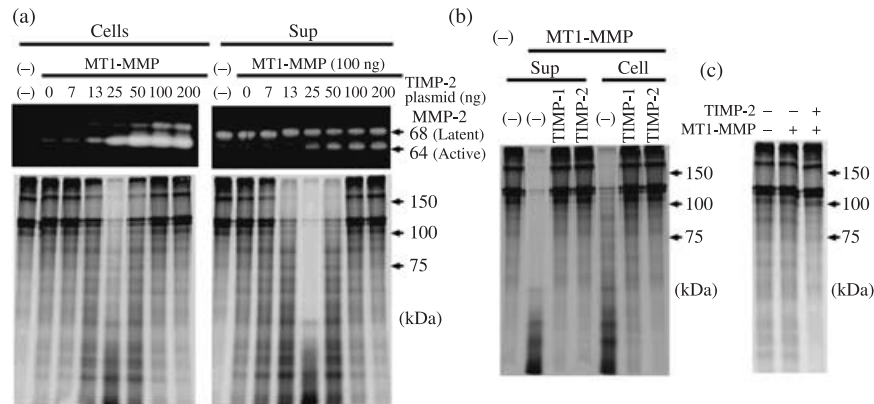 (a)
Cells
Sup
(–) MT1-MMP
(–) MT1-MMP (100 ng)
(–) 0 7 13 25 50 100 200
(–) 0 7 13 25 50 100 200
TIMP-2
plasmid (ng)
MMP-2
68 (Latent)
64 (Active)
150
100
75
(kDa)
(b)
(–) MT1-MMP
Sup Cell
(–) TIMP-1 TIMP-2 (–) TIMP-1 TIMP-2
150
100
75
(kDa)
(c)
TIMP-2 – – +
MT1-MMP – + +
150
100
75
(kDa)